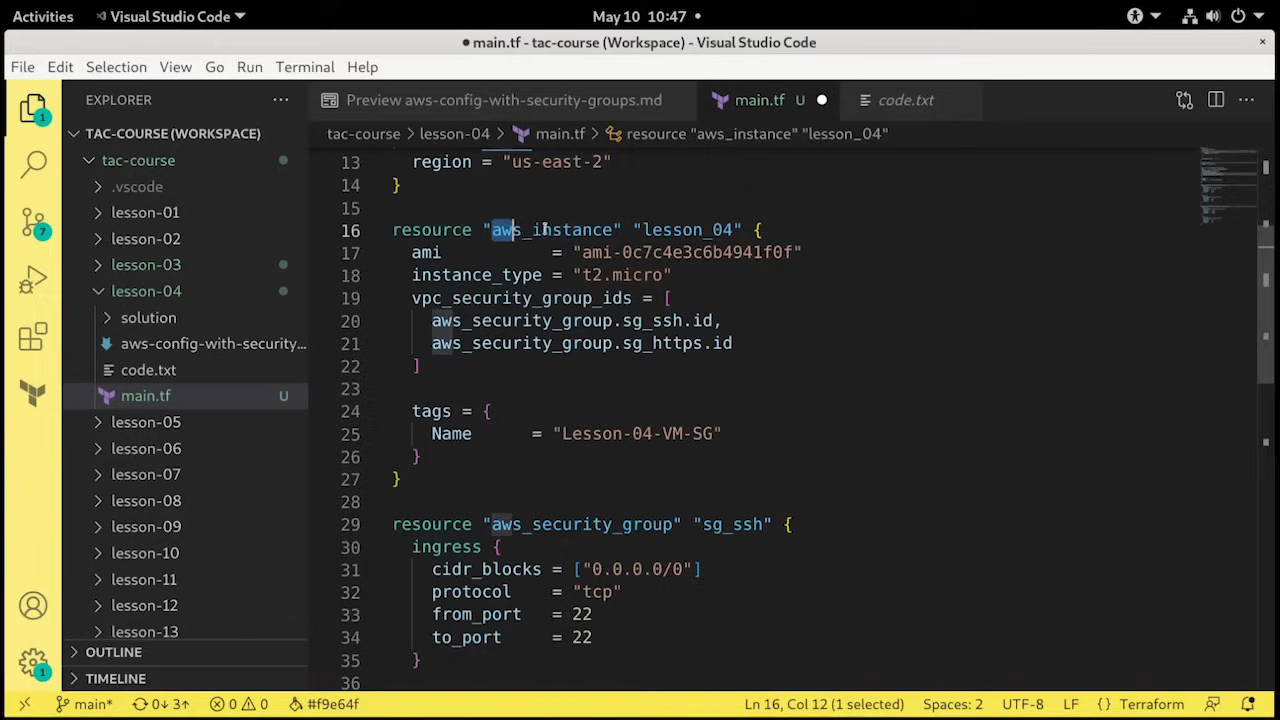 Activities
Visual Studio Code
May 10 10:47
main.tf - tac-course (Workspace) - Visual Studio Code
File Edit Selection View Go Run Terminal Help
EXPLORER
Preview aws-config-with-security-groups.md
main.tf U
code.txt
tac-course > lesson-04 > main.tf > resource "aws_instance" "lesson_04"
TAC-COURSE (WORKSPACE)
tac-course
.vscode
lesson-01
lesson-02
lesson-03
lesson-04
solution
aws-config-with-security...
code.txt
main.tf U
lesson-05
lesson-06
lesson-07
lesson-08
lesson-09
lesson-10
lesson-11
lesson-12
lesson-13
OUTLINE
TIMELINE
1
7
1
13 region = "us-east-2"
14 }
15
16 resource "aws_instance" "lesson_04" {
17 ami = "ami-0c7c4e3c6b4941f0f"
18 instance_type = "t2.micro"
19 vpc_security_group_ids = [
20 aws_security_group.sg_ssh.id,
21 aws_security_group.sg_https.id
22 ]
23
24 tags = {
25 Name = "Lesson-04-VM-SG"
26 }
27 }
28
29 resource "aws_security_group" "sg_ssh" {
30 ingress {
31 cidr_blocks = ["0.0.0.0/0"]
32 protocol = "tcp"
33 from_port = 22
34 to_port = 22
35 }
36
main* 0↓ 3↑ 0 0 #f9e64f Ln 16, Col 12 (1 selected) Spaces: 2 UTF-8 LF {} Terraform